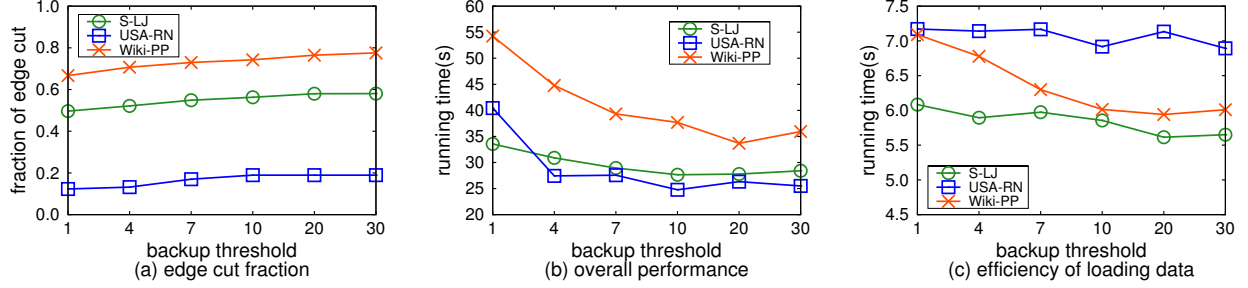 1.0
0.8
0.6
0.4
0.2
0.0
fraction of edge cut
S-LJ
USA-RN
Wiki-PP
1 4 7 10 20 30
backup threshold
(a) edge cut fraction
60
55
50
45
40
35
30
25
20
running time(s)
S-LJ
USA-RN
Wiki-PP
1 4 7 10 20 30
backup threshold
(b) overall performance
7.5
7.0
6.5
6.0
5.5
5.0
4.5
running time(s)
S-LJ
USA-RN
Wiki-PP
1 4 7 10 20 30
backup threshold
(c) efficiency of loading data